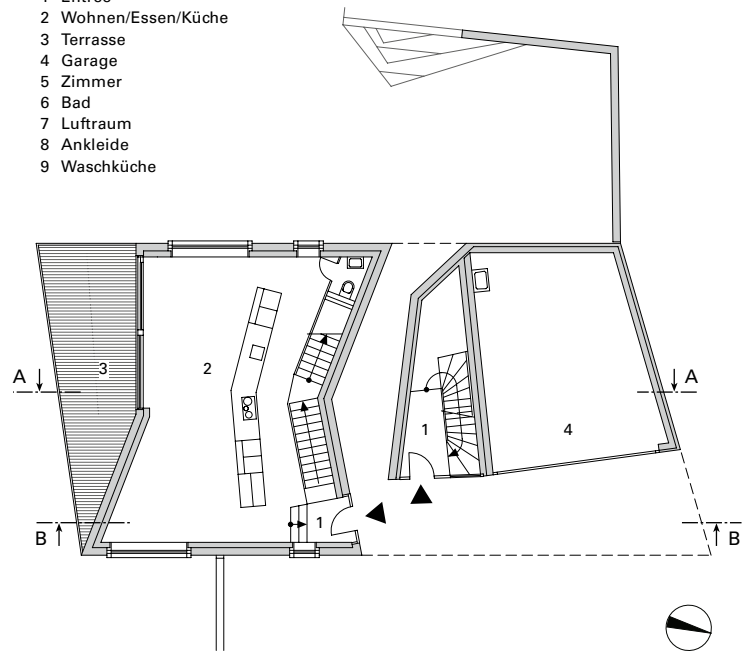 1 Entrée
2 Wohnen/Essen/Küche
3 Terrasse
4 Garage
5 Zimmer
6 Bad
7 Luftraum
8 Ankleide
9 Waschküche
A
A
3
2
1
4
1
B
B